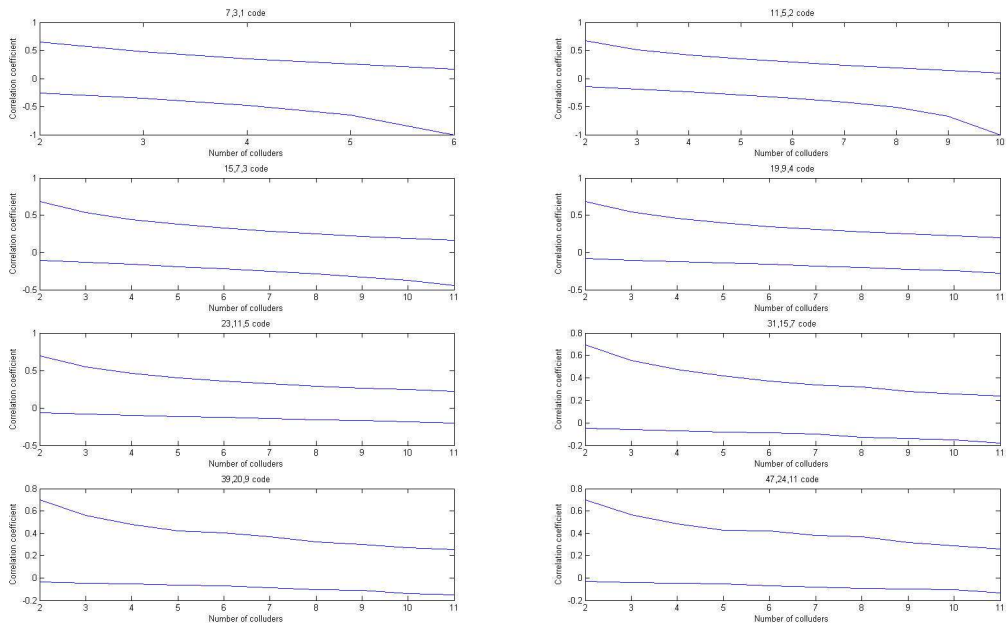 7,3,1 code
1
0.5
0
-0.5
-1
Correlation coefficient
2 3 4 5 6
Number of colluders
11,5,2 code
1
0.5
0
-0.5
-1
Correlation coefficient
2 3 4 5 6 7 8 9 10
Number of colluders
15,7,3 code
1
0.5
0
-0.5
Correlation coefficient
2 3 4 5 6 7 8 9 10 11
Number of colluders
19,9,4 code
1
0.5
0
-0.5
Correlation coefficient
2 3 4 5 6 7 8 9 10 11
Number of colluders
23,11,5 code
1
0.5
0
-0.5
Correlation coefficient
2 3 4 5 6 7 8 9 10 11
Number of colluders
31,15,7 code
0.8
0.6
0.4
0.2
0
-0.2
Correlation coefficient
2 3 4 5 6 7 8 9 10 11
Number of colluders
39,20,9 code
0.8
0.6
0.4
0.2
0
-0.2
Correlation coefficient
2 3 4 5 6 7 8 9 10 11
Number of colluders
47,24,11 code
0.8
0.6
0.4
0.2
0
-0.2
Correlation coefficient
2 3 4 5 6 7 8 9 10 11
Number of colluders